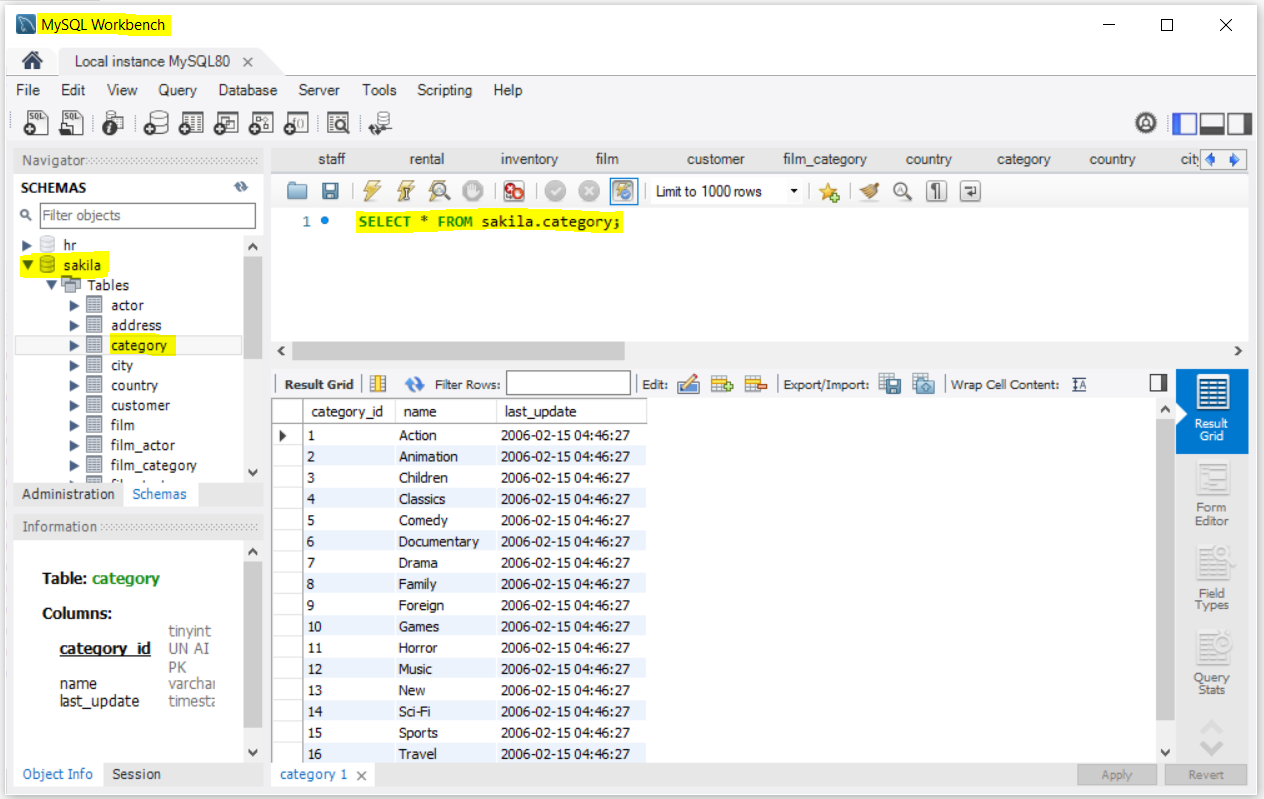 MySQL Workbench
Local instance MySQL80
File Edit View Query Database Server Tools Scripting Help
Navigator
staff rental inventory film customer film_category country category country
SCHEMAS
Limit to 1000 rows
Filter objects
1 SELECT * FROM sakila.category;
hr
sakila
Tables
actor
address
category
city
country
customer
film
film_actor
film_category
Administration Schemas
Result Grid Filter Rows: Edit: Export/Import: Wrap Cell Content:
category_id name last_update
1 Action 2006-02-15 04:46:27
2 Animation 2006-02-15 04:46:27
3 Children 2006-02-15 04:46:27
4 Classics 2006-02-15 04:46:27
5 Comedy 2006-02-15 04:46:27
6 Documentary 2006-02-15 04:46:27
7 Drama 2006-02-15 04:46:27
8 Family 2006-02-15 04:46:27
9 Foreign 2006-02-15 04:46:27
10 Games 2006-02-15 04:46:27
11 Horror 2006-02-15 04:46:27
12 Music 2006-02-15 04:46:27
13 New 2006-02-15 04:46:27
14 Sci-Fi 2006-02-15 04:46:27
15 Sports 2006-02-15 04:46:27
16 Travel 2006-02-15 04:46:27
Result
Grid
Form
Editor
Field
Types
Query
Stats
Information
Table: category
Columns:
category_id tinyint
UN AI
PK
name varchar
last_update
Object Info Session
category 1
Apply Revert